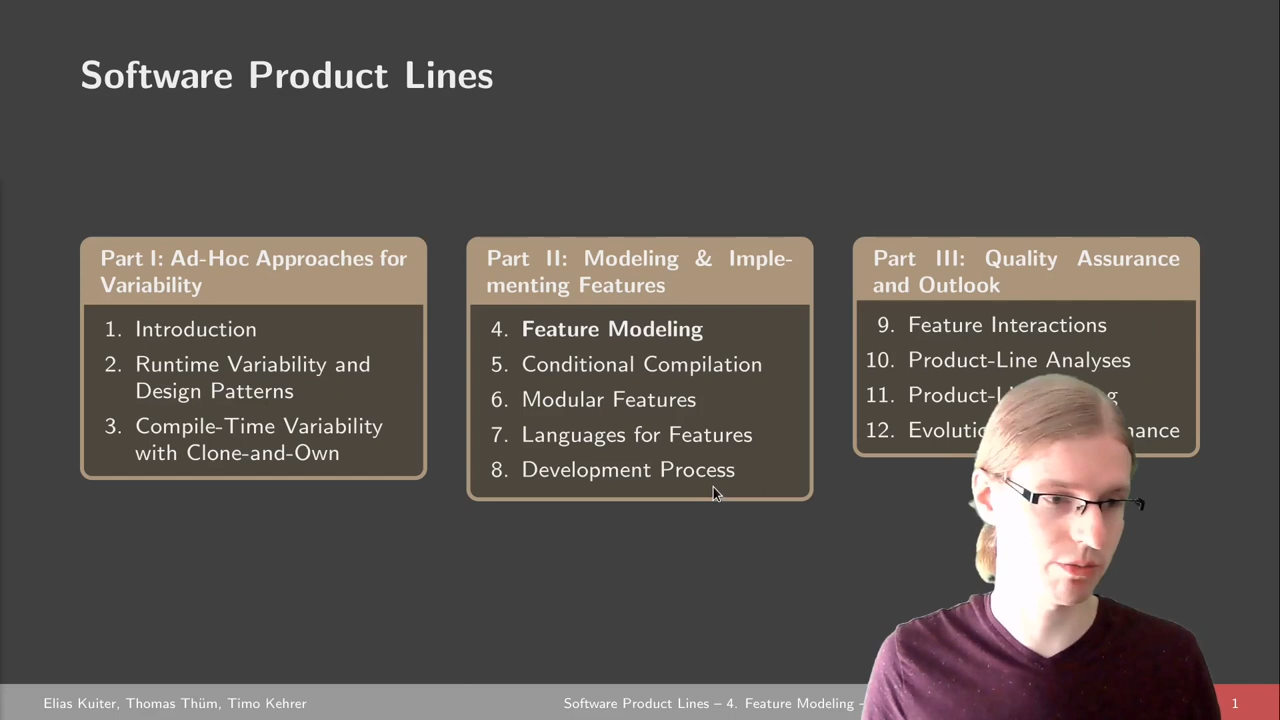 Software Product Lines
Part I: Ad-Hoc Approaches for
Variability
1. Introduction
2. Runtime Variability and
Design Patterns
3. Compile-Time Variability
with Clone-and-Own
Part II: Modeling & Imple-
menting Features
4. Feature Modeling
5. Conditional Compilation
6. Modular Features
7. Languages for Features
8. Development Process
Part III: Quality Assurance
and Outlook
9. Feature Interactions
10. Product-Line Analyses
11.
12.
Elias Kuiter, Thomas Thüm, Timo Kehrer
Software Product Lines – 4. Feature Modeling –
1